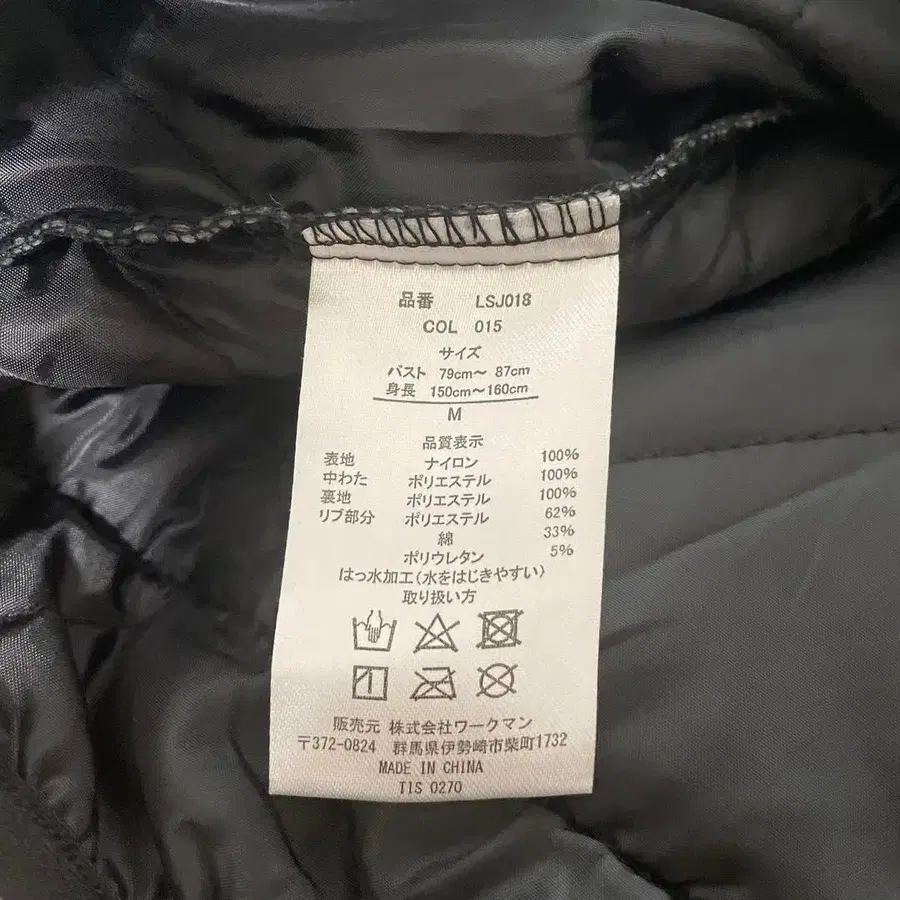 品番 LSJ018
COL 015
サイズ
バスト 79cm～ 87cm
身長 150cm～160cm
M
品質表示
表地 ナイロン 100%
中わた ポリエステル 100%
裏地 ポリエステル 100%
リブ部分 ポリエステル 62%
綿 33%
ポリウレタン 5%
はっ水加工(水をはじきやすい)
取り扱い方
販売元 株式会社ワークマン
〒372-0824 群馬県伊勢崎市柴町1732
MADE IN CHINA
TIS 0270